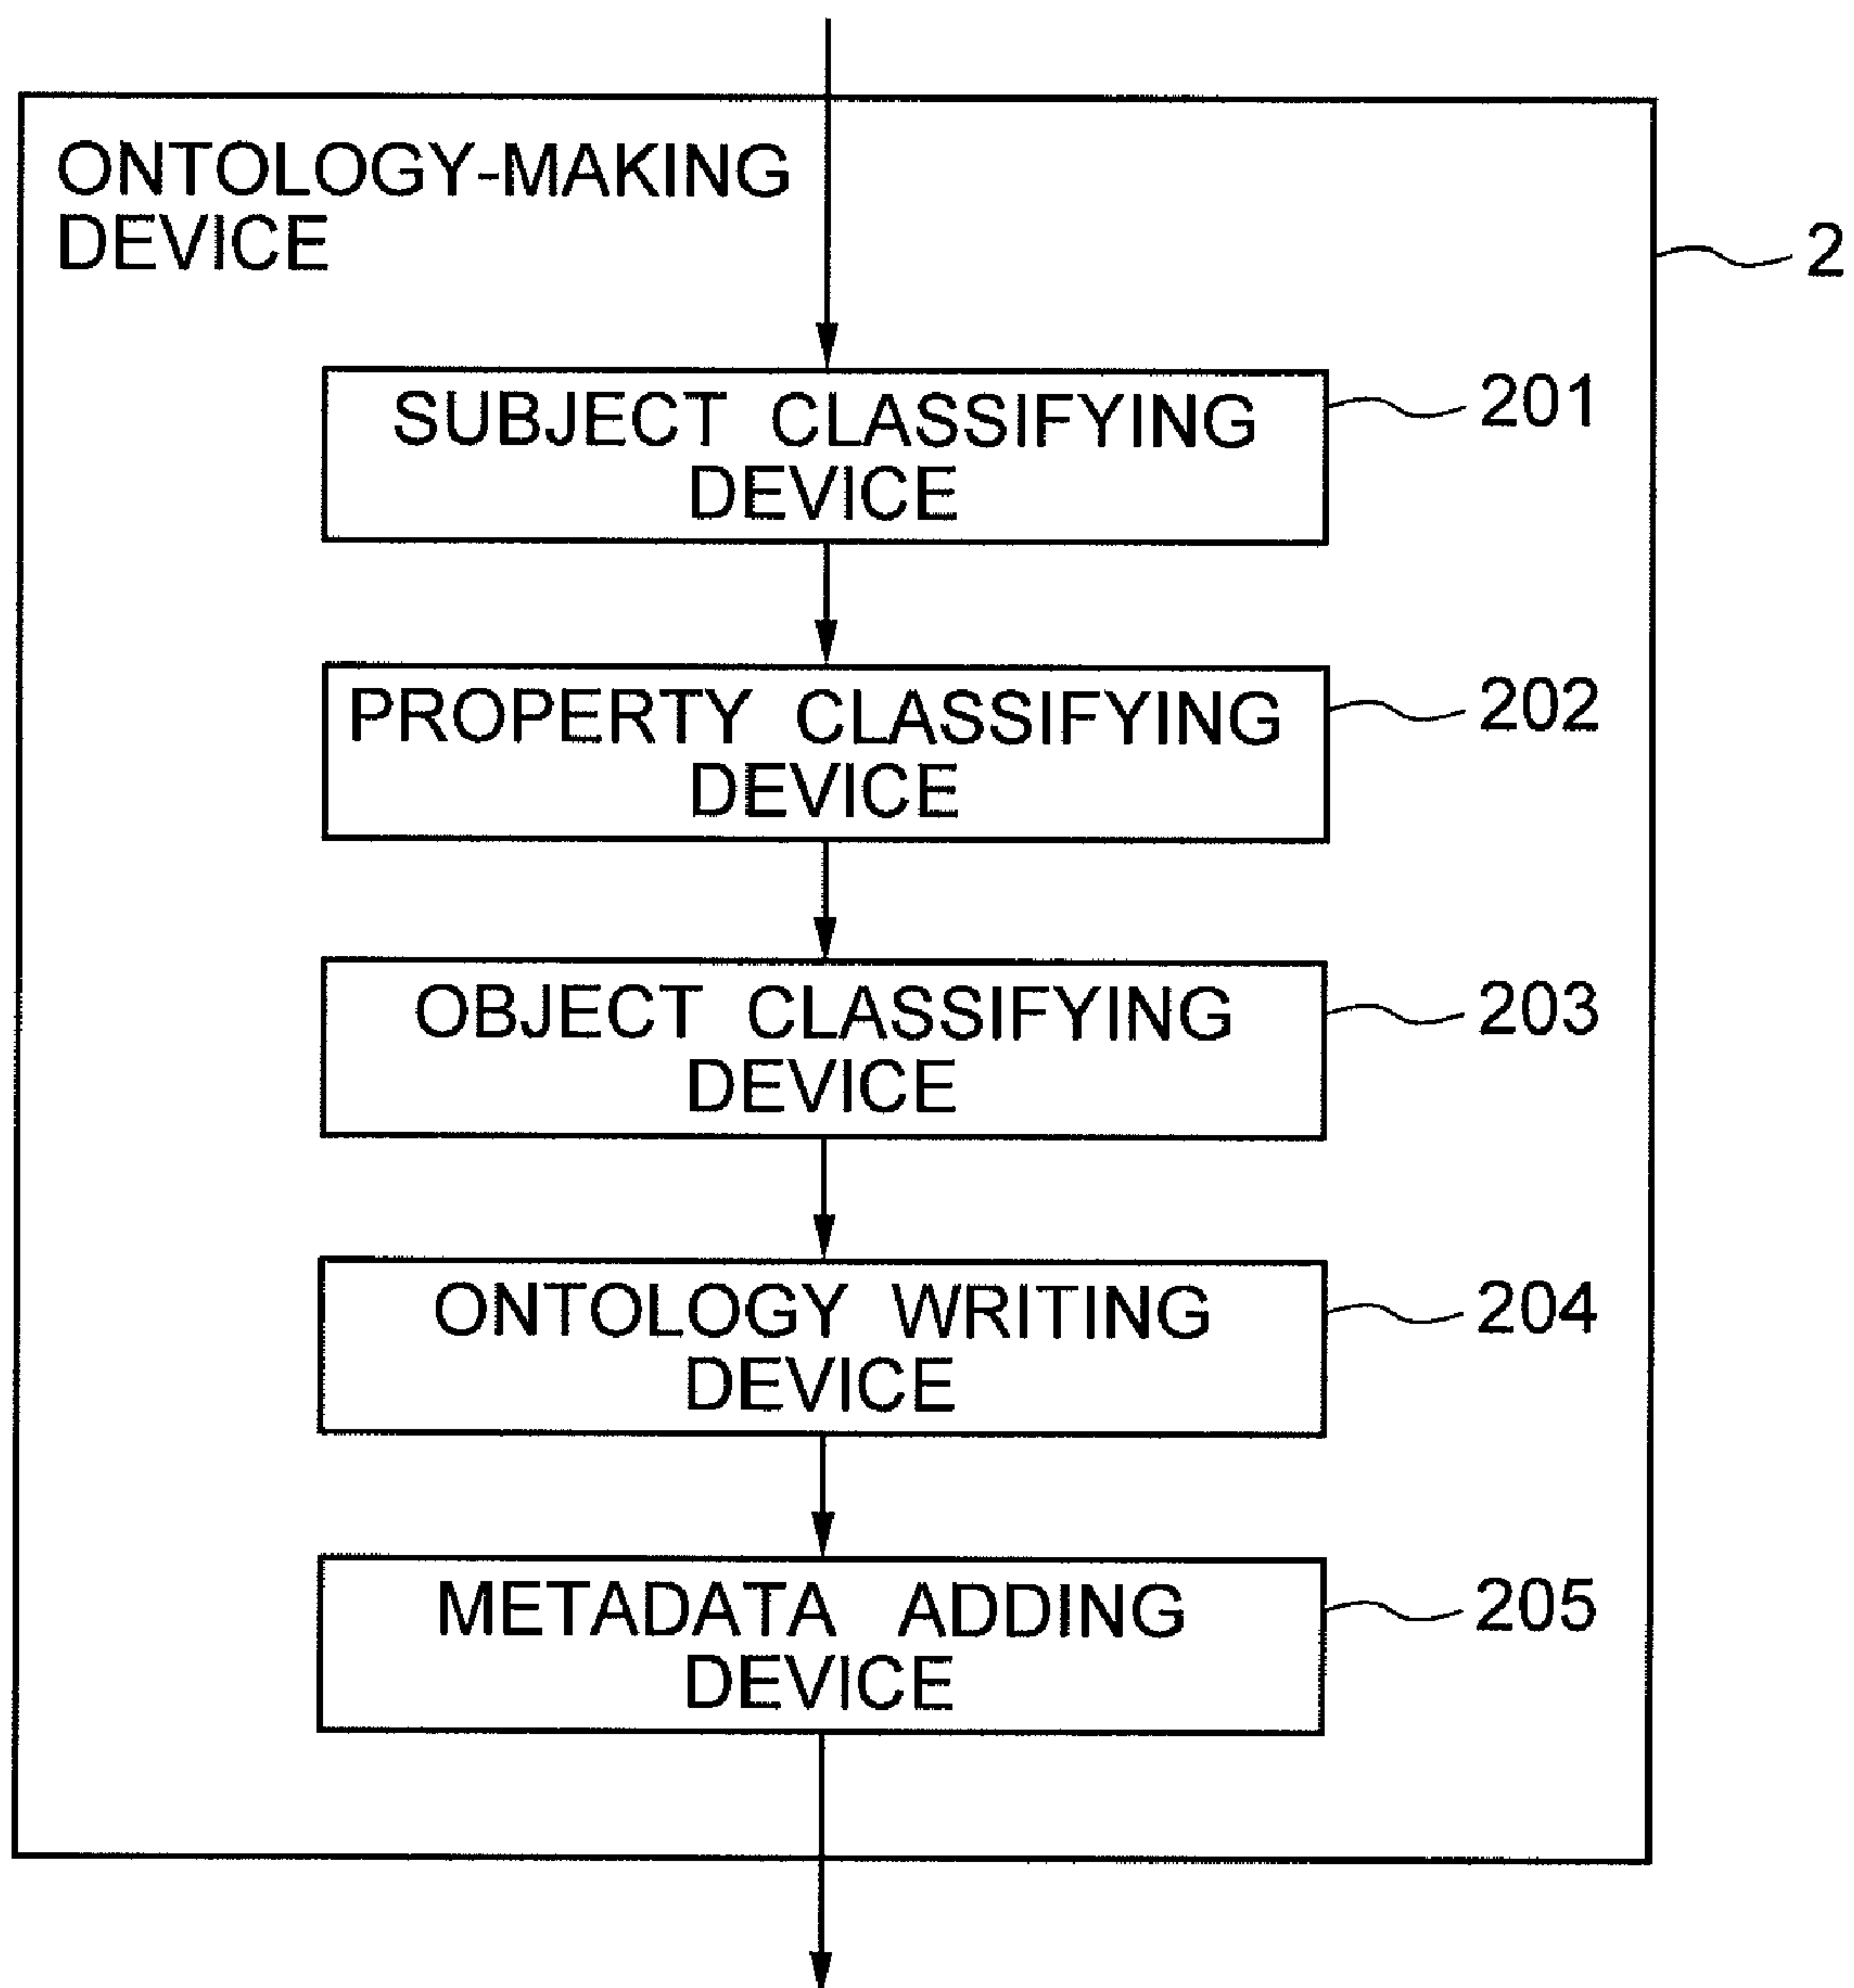 ONTOLOGY-MAKING
DEVICE
2
SUBJECT CLASSIFYING
DEVICE
201
PROPERTY CLASSIFYING
DEVICE
202
OBJECT CLASSIFYING
DEVICE
203
ONTOLOGY WRITING
DEVICE
204
METADATA ADDING
DEVICE
205